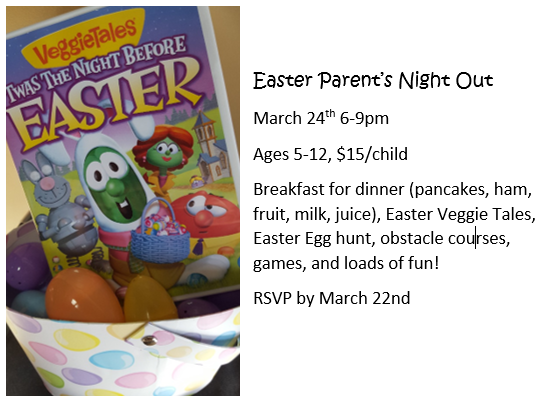 VeggieTales
'TWAS THE NIGHT BEFORE
EASTER
Easter Parent's Night Out
March 24th 6-9pm
Ages 5-12, $15/child
Breakfast for dinner (pancakes, ham,
fruit, milk, juice), Easter Veggie Tales,
Easter Egg hunt, obstacle courses,
games, and loads of fun!
RSVP by March 22nd